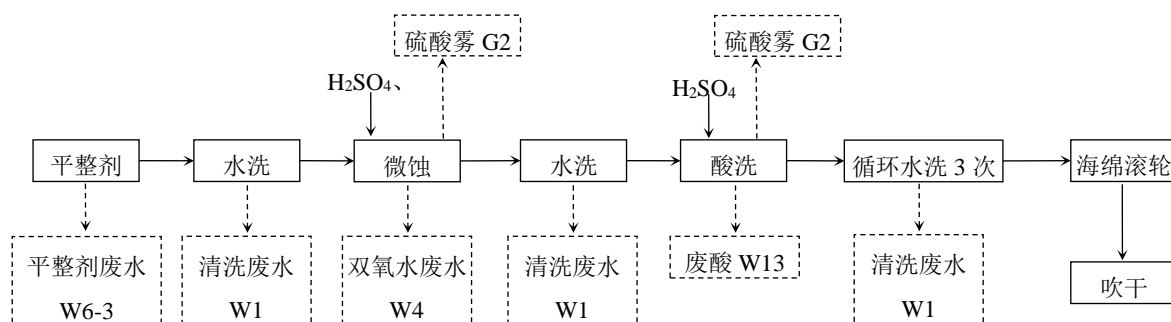 硫酸雾 G2
硫酸雾 G2
H₂SO₄、
H₂SO₄
平整剂
水洗
微蚀
水洗
酸洗
循环水洗 3 次
海绵滚轮
平整剂废水
W6-3
清洗废水
W1
双氧水废水
W4
清洗废水
W1
废酸 W13
清洗废水
W1
吹干